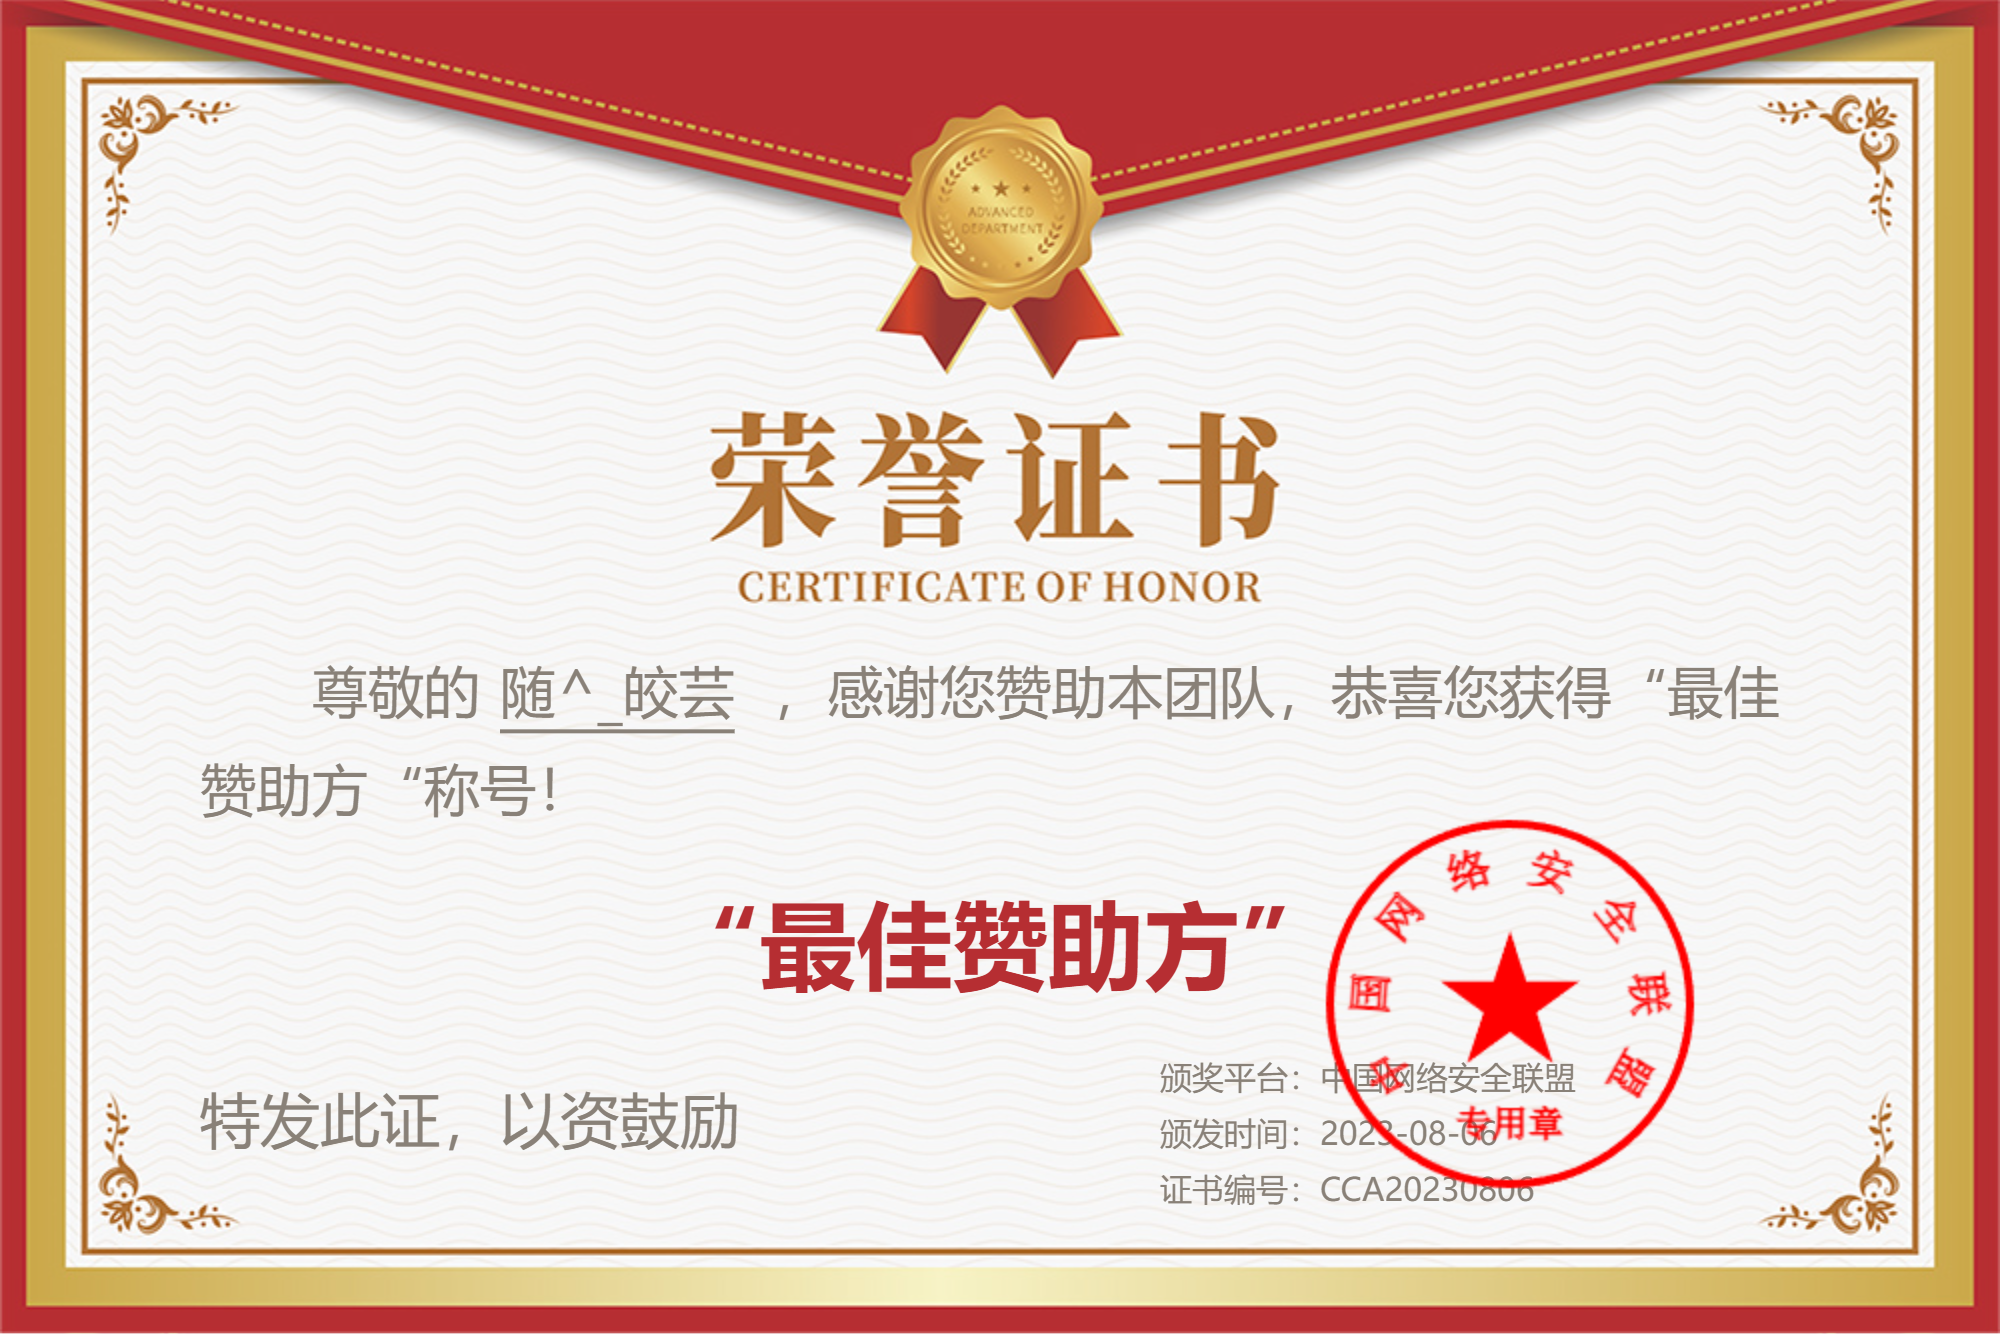 ADVANCED
DEPARTMENT
荣誉证书
CERTIFICATE OF HONOR
尊敬的 随^_皎芸 ，感谢您赞助本团队，恭喜您获得“最佳
赞助方“称号！
“最佳赞助方”
特发此证，以资鼓励
颁奖平台：中国网络安全联盟
颁发时间：2023-08-06
证书编号：CCA20230806
中国网络安全联盟
专用章